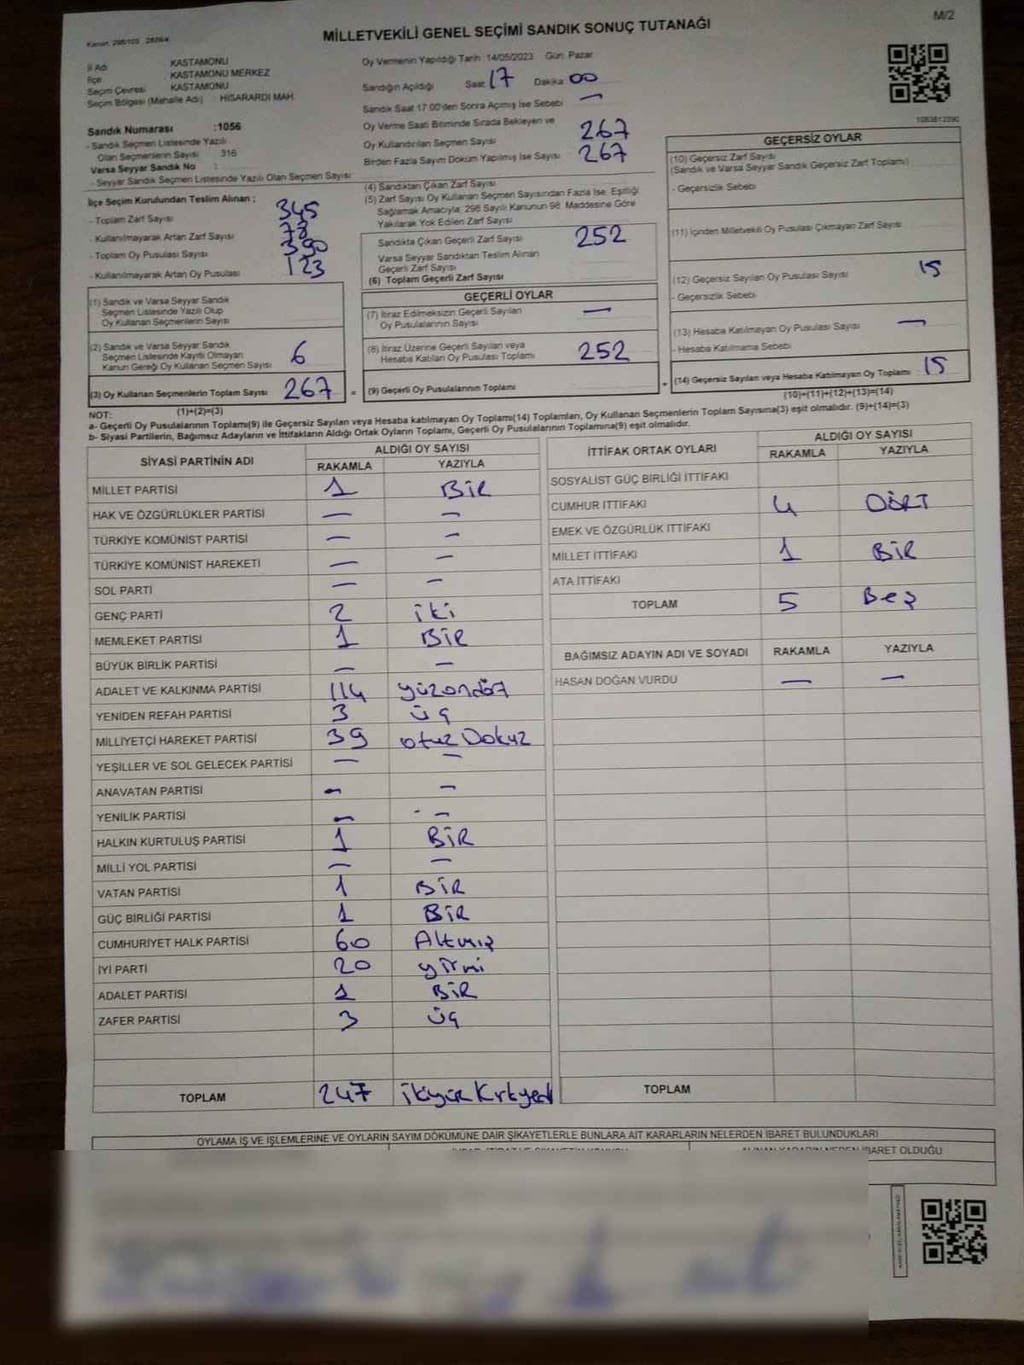 MİLLETVEKİLİ GENEL SEÇİMİ SANDIK SONUÇ TUTANAĞI
M/2
İl Adı KASTAMONU
İlçe KASTAMONU MERKEZ
Seçim Çevresi KASTAMONU
Seçim Bölgesi (Mahalle Adı) : HİSARARDI MAH.
Sandık Numarası :1056
- Sandık Seçmen Listesinde Yazılı
Olan Seçmenlerin Sayısı 316
Varsa Seyyar Sandık No :
- Seyyar Sandık Seçmen Listesinde Yazılı Olan Seçmen Sayısı
İlçe Seçim Kurulundan Teslim Alınan ;
- Toplam Zarf Sayısı 345
- Kullanılmayarak Artan Zarf Sayısı 78
- Toplam Oy Pusulası Sayısı 390
- Kullanılmayarak Artan Oy Pusulası 123
(1) Sandık ve Varsa Seyyar Sandık
Seçmen Listesinde Yazılı Olup
Oy Kullanan Seçmenlerin Sayısı
(2) Sandık ve Varsa Seyyar Sandık
Seçmen Listesinde Kayıtlı Olmayan
Kanun Gereği Oy Kullanan Seçmen Sayısı 6
(3) Oy Kullanan Seçmenlerin Toplam Sayısı 267
(1)+(2)=(3)
Oy Vermenin Yapıldığı Tarih 14/05/2023 Gün: Pazar
Sandığın Açıldığı Saat 17 Dakika 00
Sandık Saat 17:00'den Sonra Açılmış İse Sebebi —
Oy Verme Saati Bitiminde Sırada Bekleyen ve
Oy Kullandırılan Seçmen Sayısı 267
Birden Fazla Sayım Döküm Yapılmış İse Sayısı 267
(4) Sandıktan Çıkan Zarf Sayısı
(5) Zarf Sayısı Oy Kullanan Seçmen Sayısından Fazla İse, Eşitliği
Sağlamak Amacıyla, 298 Sayılı Kanunun 98. Maddesine Göre
Yakılarak Yok Edilen Zarf Sayısı
Sandıkta Çıkan Geçerli Zarf Sayısı 252
Varsa Seyyar Sandıktan Teslim Alınan
Geçerli Zarf Sayısı
(6) Toplam Geçerli Zarf Sayısı
GEÇERLİ OYLAR
(7) İtiraz Edilmeksizin Geçerli Sayılan
Oy Pusulalarının Sayısı —
(8) İtiraz Üzerine Geçerli Sayılan veya
Hesaba Katılan Oy Pusulası Toplamı 252
= (9) Geçerli Oy Pusulalarının Toplamı
GEÇERSİZ OYLAR
(10) Geçersiz Zarf Sayısı
(Sandık ve Varsa Seyyar Sandık Geçersiz Zarf Toplamı)
- Geçersizlik Sebebi
(11) İçinden Milletvekili Oy Pusulası Çıkmayan Zarf Sayısı
(12) Geçersiz Sayılan Oy Pusulası Sayısı 15
- Geçersizlik Sebebi
(13) Hesaba Katılmayan Oy Pusulası Sayısı —
- Hesaba Katılmama Sebebi
+ (14) Geçersiz Sayılan veya Hesaba Katılmayan Oy Toplamı 15
(10)+(11)+(12)+(13)=(14)
NOT:
a- Geçerli Oy Pusulalarının Toplamı(9) ile Geçersiz Sayılan veya Hesaba katılmayan Oy Toplamı(14) Toplamları, Oy Kullanan Seçmenlerin Toplam Sayısına(3) eşit olmalıdır. (9)+(14)=(3)
b- Siyasi Partilerin, Bağımsız Adayların ve İttifakların Aldığı Ortak Oyların Toplamı, Geçerli Oy Pusulalarının Toplamına(9) eşit olmalıdır.
SİYASİ PARTİNİN ADI ALDIĞI OY SAYISI
RAKAMLA YAZIYLA
MİLLET PARTİSİ 1 BİR
HAK VE ÖZGÜRLÜKLER PARTİSİ — —
TÜRKİYE KOMÜNİST PARTİSİ — —
TÜRKİYE KOMÜNİST HAREKETİ — —
SOL PARTİ — —
GENÇ PARTİ 2 iki
MEMLEKET PARTİSİ 1 BİR
BÜYÜK BİRLİK PARTİSİ — —
ADALET VE KALKINMA PARTİSİ 114 yüzondört
YENİDEN REFAH PARTİSİ 3 üç
MİLLİYETÇİ HAREKET PARTİSİ 39 otuz Dokuz
YEŞİLLER VE SOL GELECEK PARTİSİ — —
ANAVATAN PARTİSİ — —
YENİLİK PARTİSİ — —
HALKIN KURTULUŞ PARTİSİ 1 BİR
MİLLİ YOL PARTİSİ — —
VATAN PARTİSİ 1 BİR
GÜÇ BİRLİĞİ PARTİSİ 1 BİR
CUMHURİYET HALK PARTİSİ 60 Altmış
İYİ PARTİ 20 yirmi
ADALET PARTİSİ 1 BİR
ZAFER PARTİSİ 3 üç
TOPLAM 247 ikiyüz Kırkyedi
İTTİFAK ORTAK OYLARI ALDIĞI OY SAYISI
RAKAMLA YAZIYLA
SOSYALİST GÜÇ BİRLİĞİ İTTİFAKI
CUMHUR İTTİFAKI 4 DÖRT
EMEK VE ÖZGÜRLÜK İTTİFAKI
MİLLET İTTİFAKI 1 BİR
ATA İTTİFAKI
TOPLAM 5 Beş
BAĞIMSIZ ADAYIN ADI VE SOYADI RAKAMLA YAZIYLA
HASAN DOĞAN VURDU — —
TOPLAM
OYLAMA İŞ VE İŞLEMLERİNE VE OYLARIN SAYIM DÖKÜMÜNE DAİR ŞİKAYETLERLE BUNLARA AİT KARARLARIN NELERDEN İBARET BULUNDUKLARI